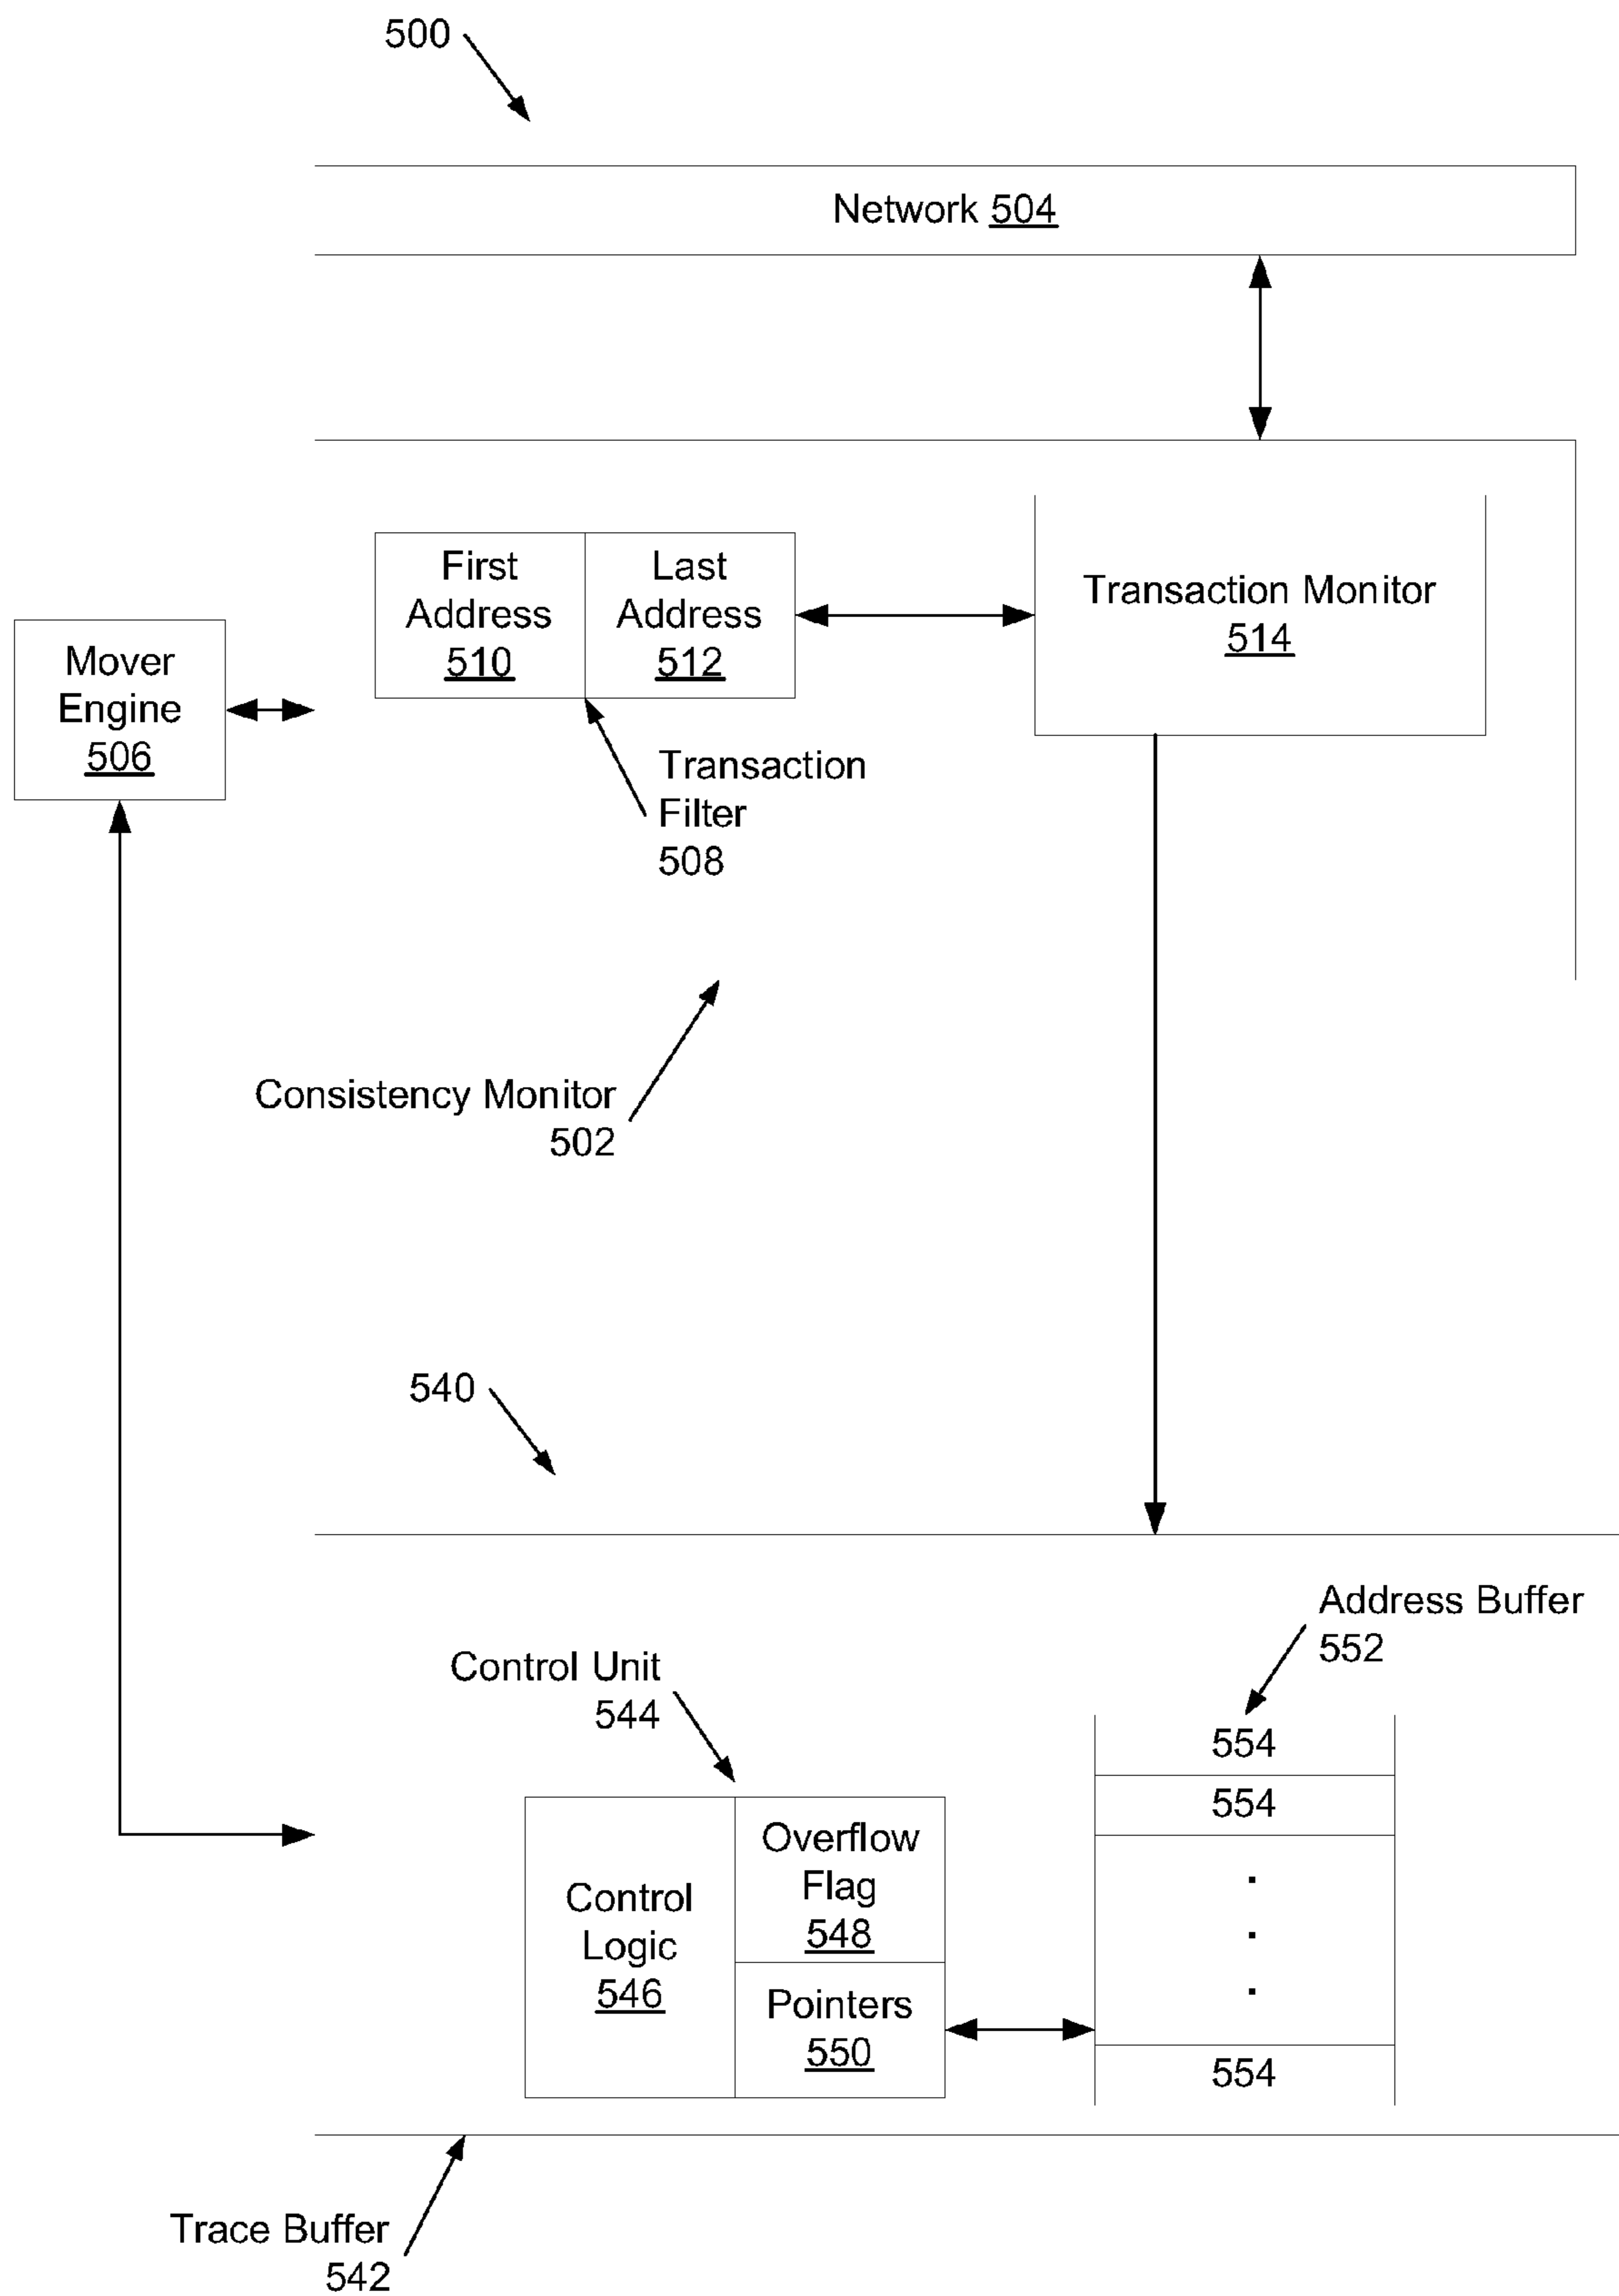 500
Network 504
First
Address
510
Last
Address
512
Transaction Monitor
514
Mover
Engine
506
Transaction
Filter
508
Consistency Monitor
502
540
Address Buffer
552
Control Unit
544
554
554
Overflow
Flag
548
Control
Logic
546
Pointers
550
554
Trace Buffer
542